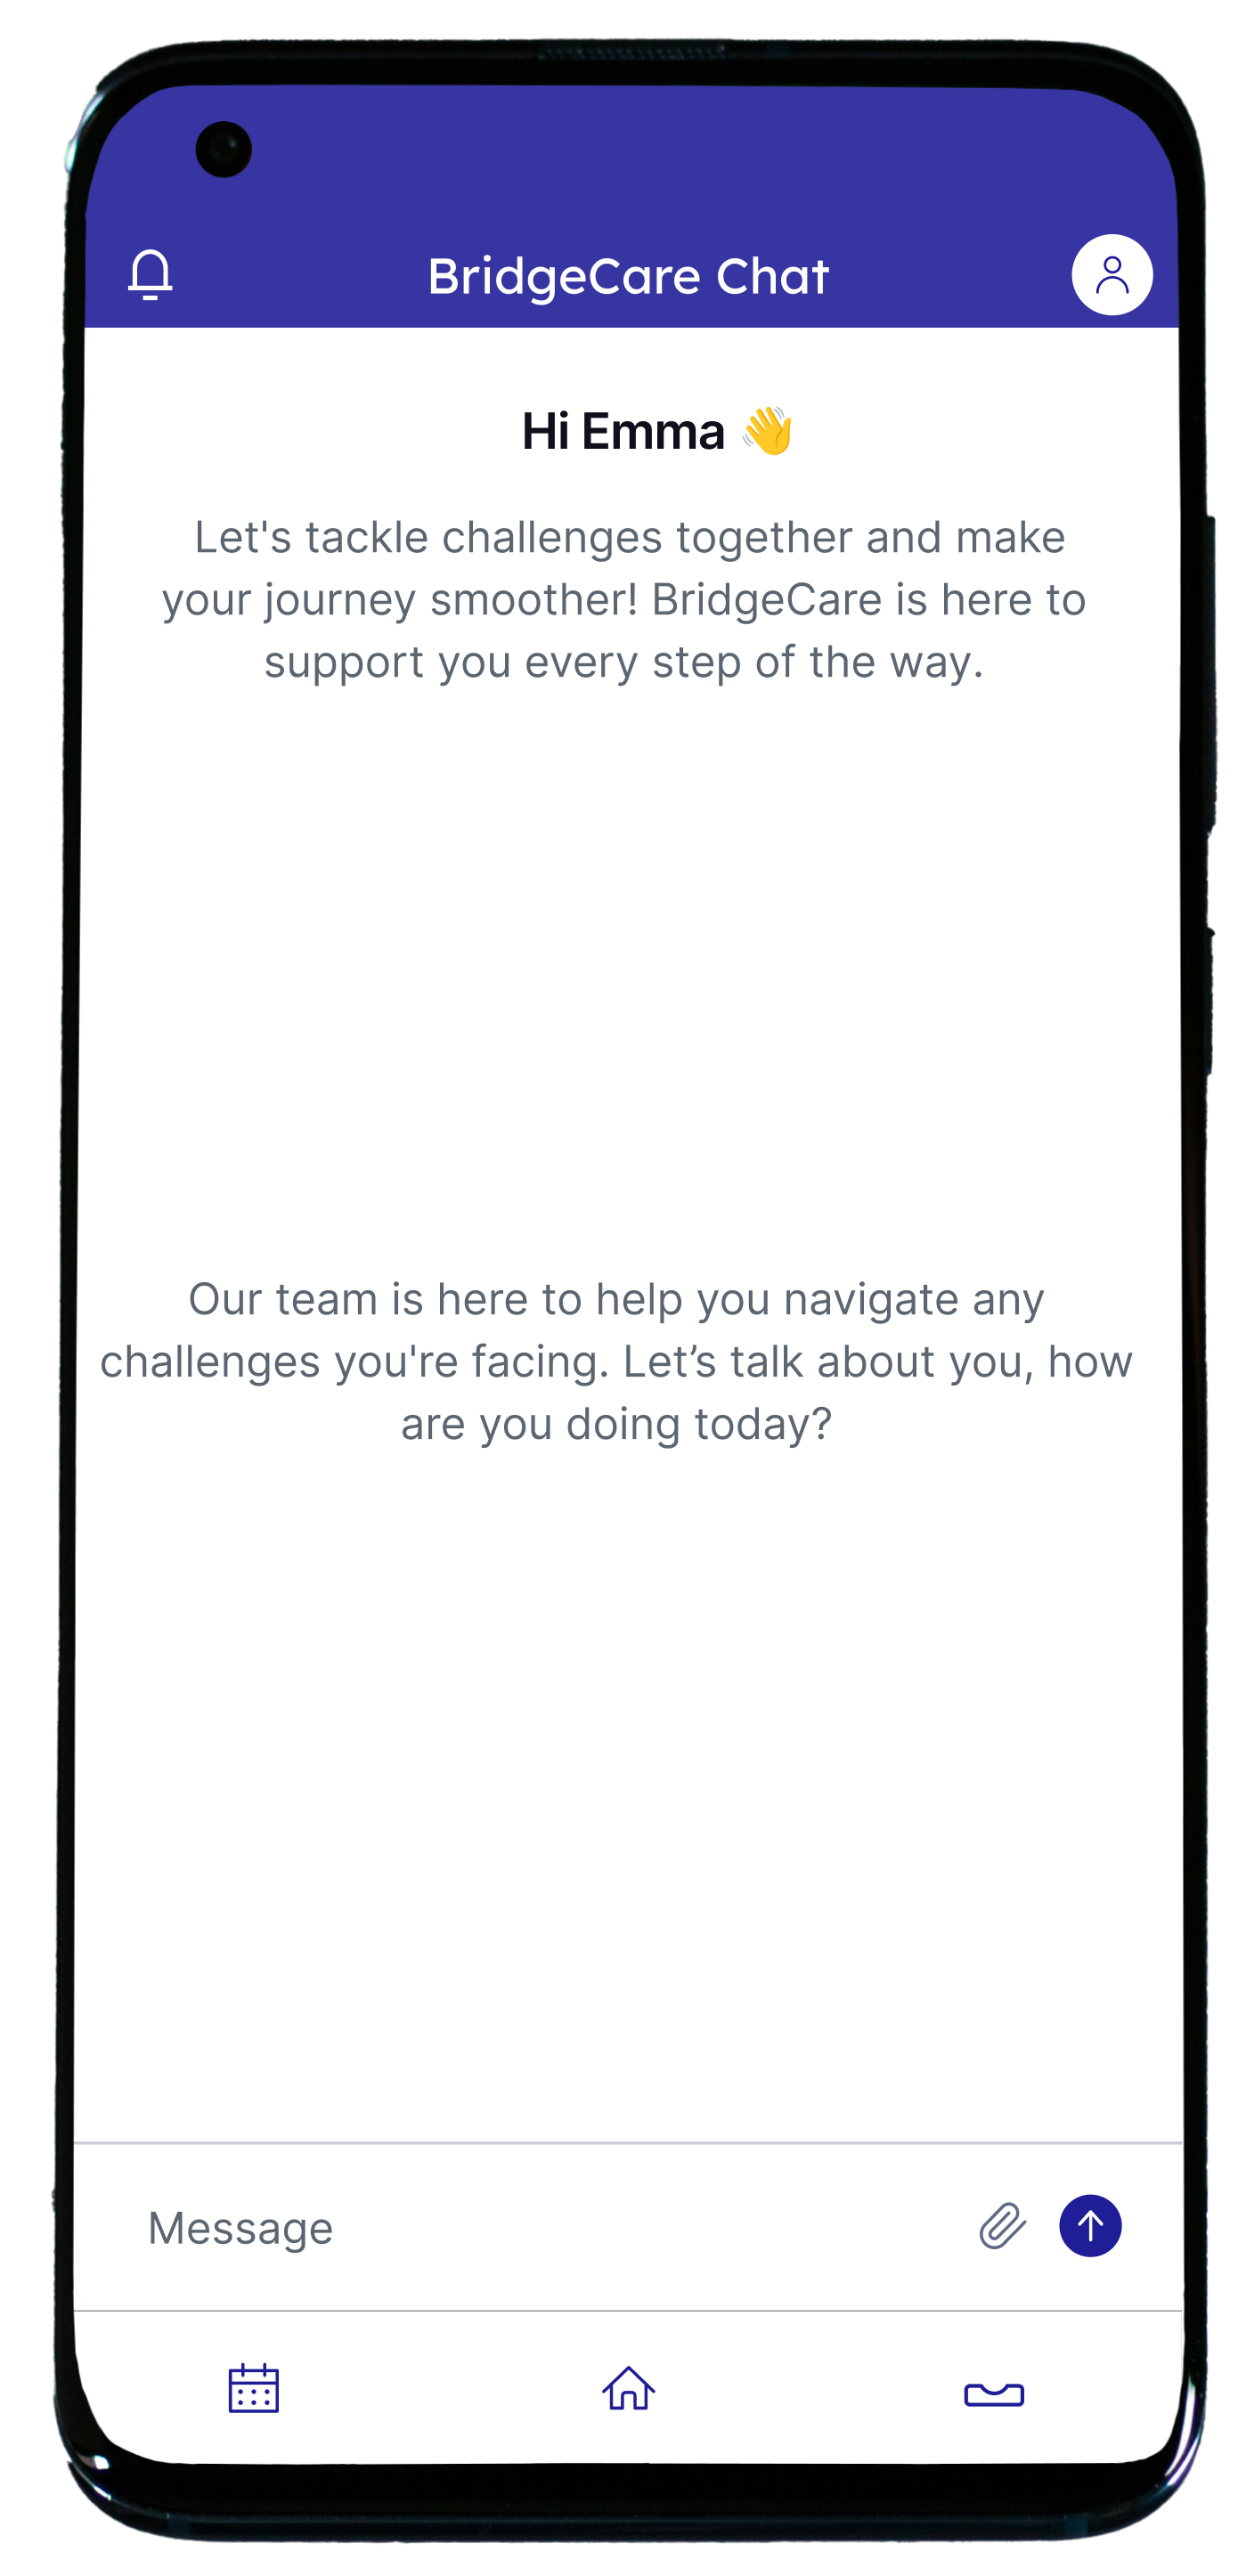 BridgeCare Chat
Hi Emma 👋
Let's tackle challenges together and make
your journey smoother! BridgeCare is here to
support you every step of the way.
Our team is here to help you navigate any
challenges you're facing. Let’s talk about you, how
are you doing today?
Message